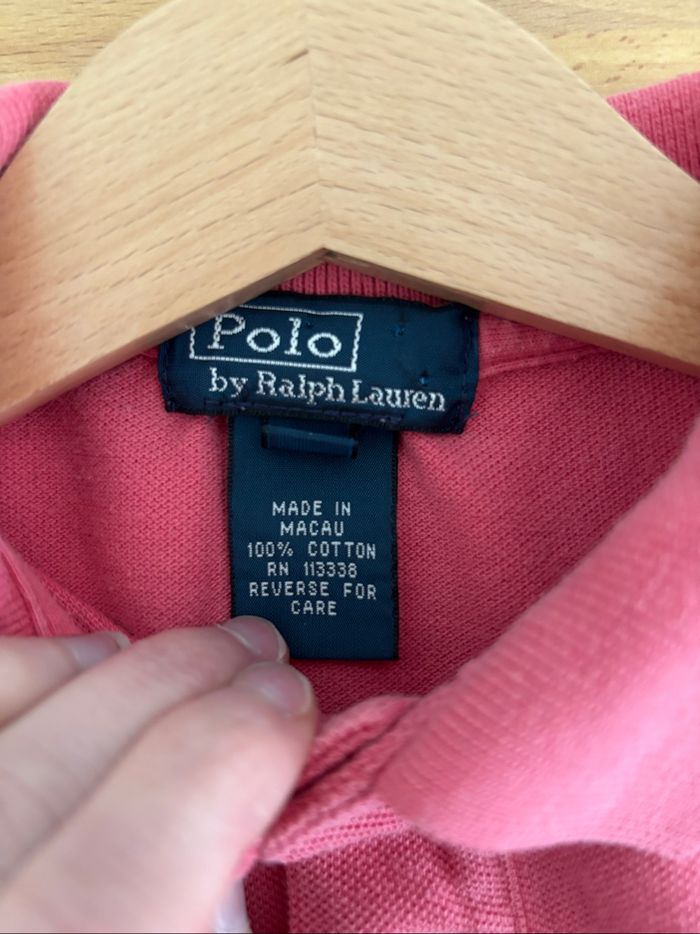 Polo
by Ralph Lauren
MADE IN
MACAU
100% COTTON
RN 113338
REVERSE FOR
CARE